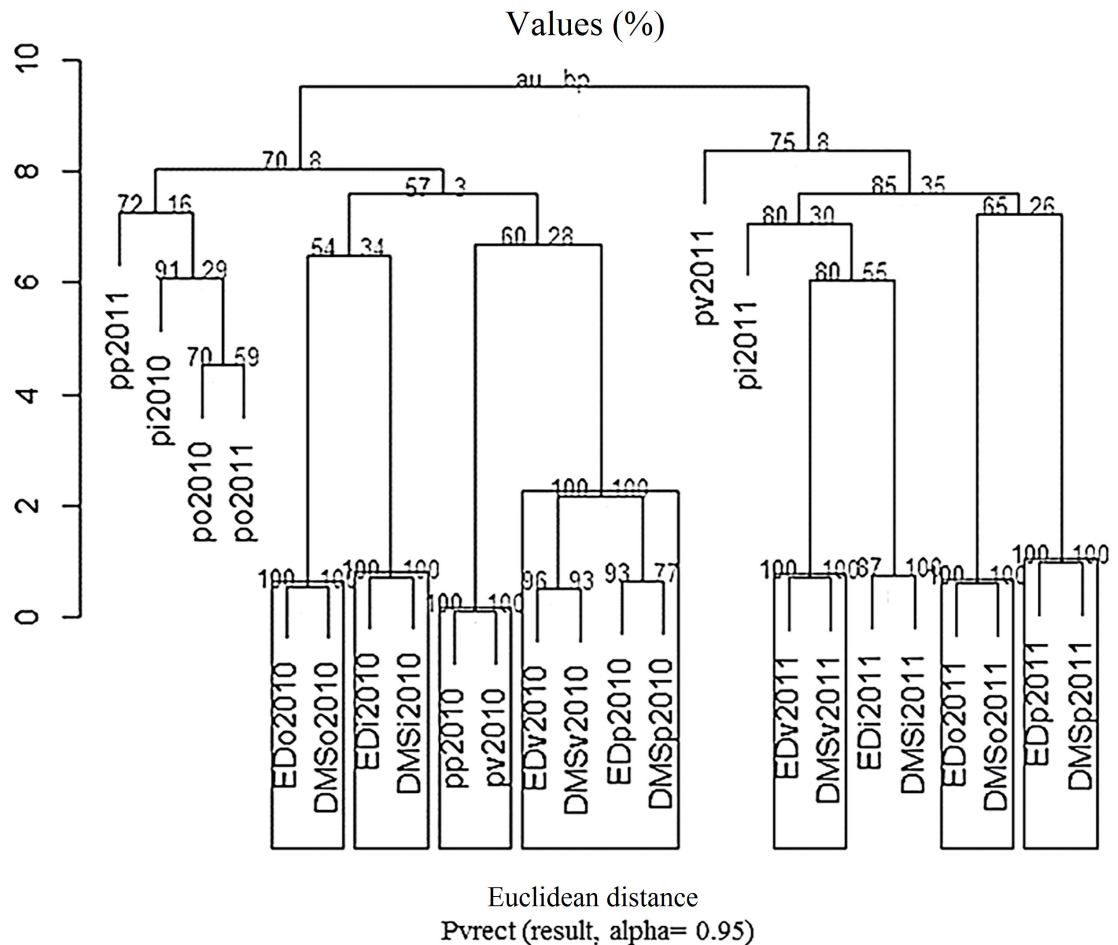 Values (%)
10
8
6
4
2
0
au bp
70 8
75 8
72 16
57 3
85 35
91 29
54 34
60 28
80 30
65 26
70 59
80 55
100 100
96 93
93 77
100 100
100 100
100 100
100 100
87 100
100 100
100 100
pp2011
pi2010
po2010
po2011
EDo2010
DMSo2010
EDi2010
DMSi2010
pp2010
pv2010
EDv2010
DMSv2010
EDp2010
DMSp2010
pv2011
pi2011
EDv2011
DMSv2011
EDi2011
DMSi2011
EDo2011
DMSo2011
EDp2011
DMSp2011
Euclidean distance
Pvrect (result, alpha= 0.95)